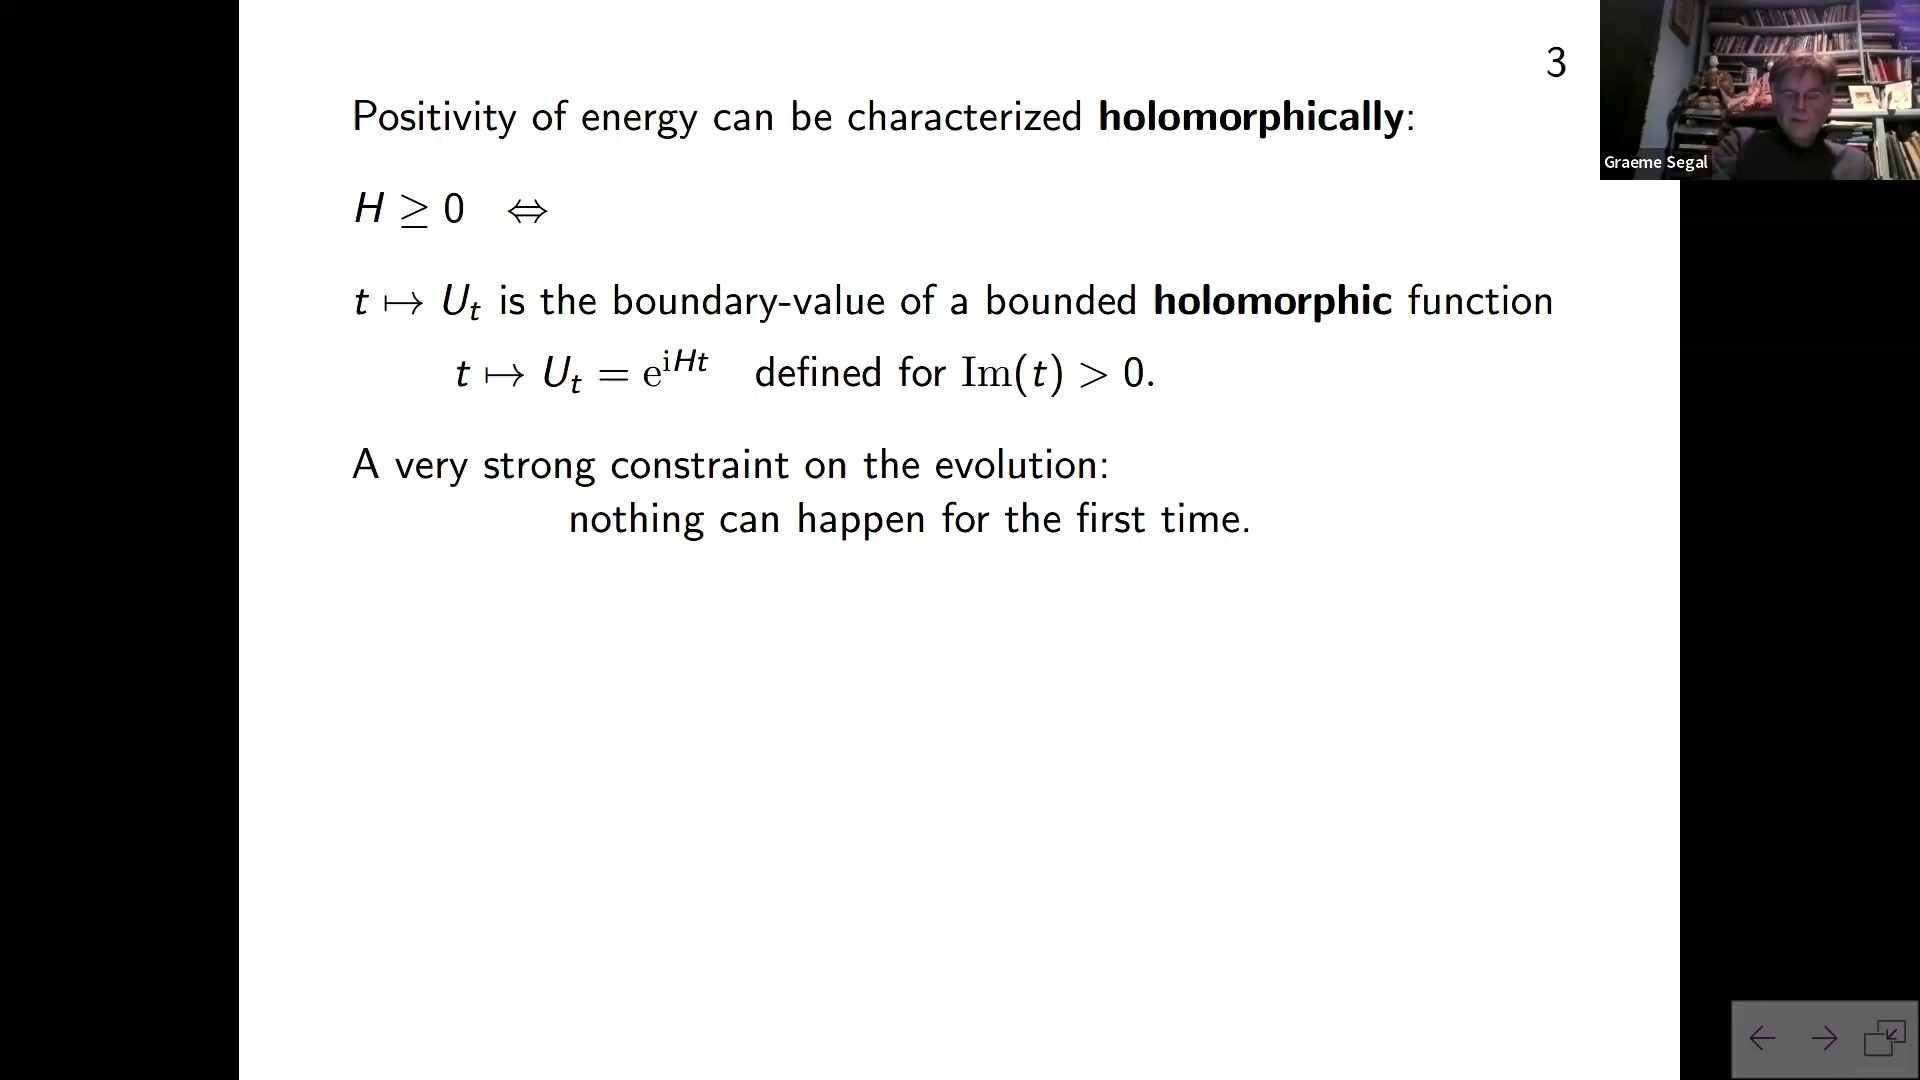 3
Positivity of energy can be characterized holomorphically:
H ≥ 0 ⇔
t ↦ U_t is the boundary-value of a bounded holomorphic function
t ↦ U_t = e^{iHt} defined for Im(t) > 0.
A very strong constraint on the evolution:
nothing can happen for the first time.
Graeme Segal